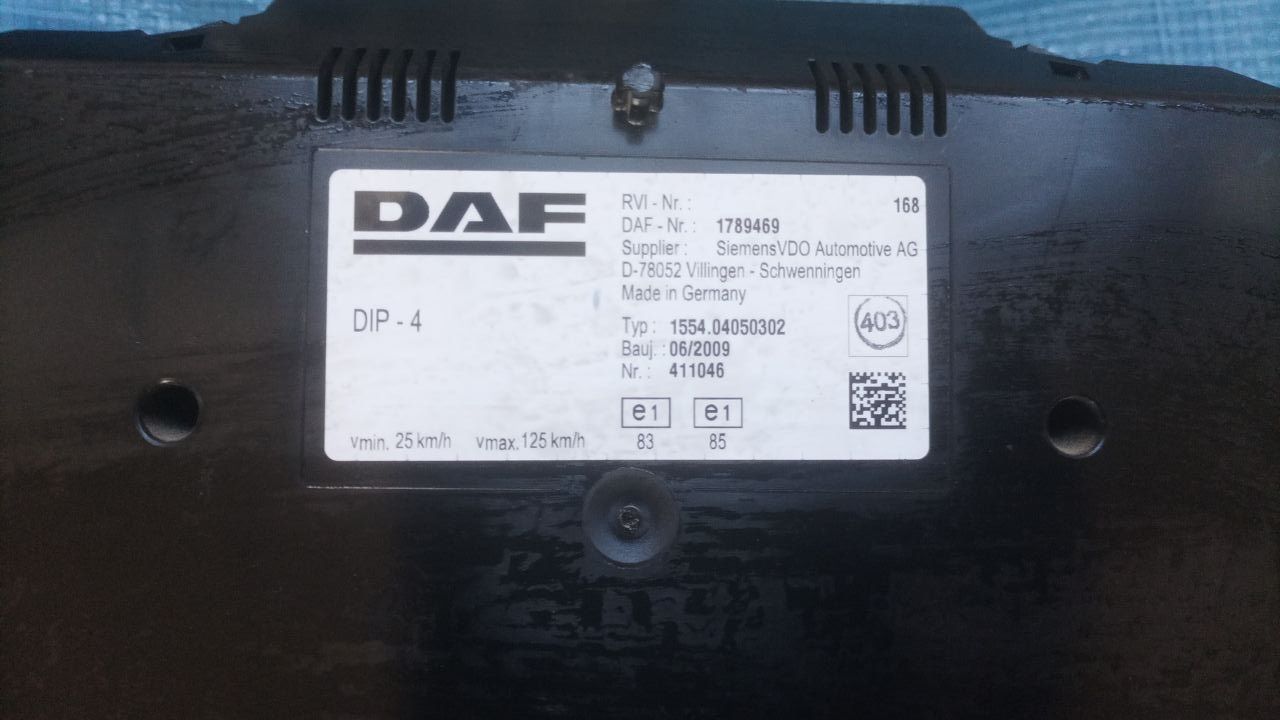 DAF
DIP - 4
vmin. 25 km/h vmax. 125 km/h
RVI - Nr. : 168
DAF - Nr. : 1789469
Supplier : SiemensVDO Automotive AG
D-78052 Villingen - Schwenningen
Made in Germany
Typ : 1554.04050302
Bauj. : 06/2009
Nr. : 411046
403
e1 e1
83 85